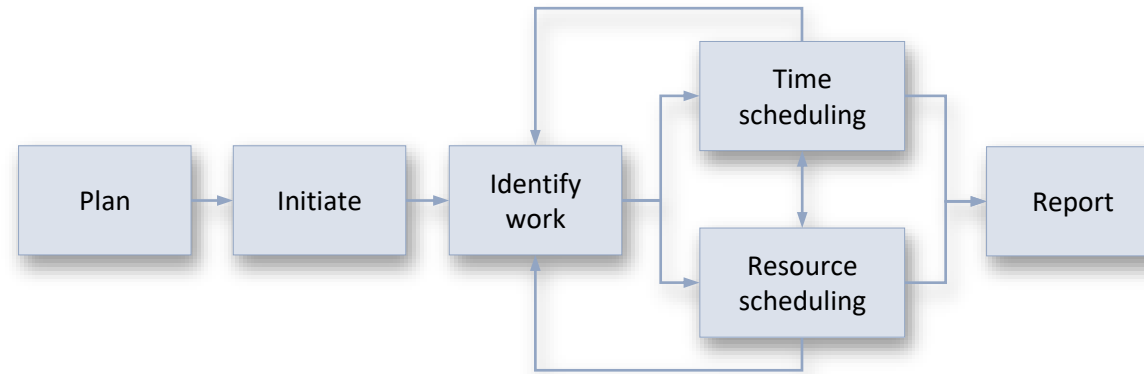 Plan
Initiate
Identify
work
Time
scheduling
Resource
scheduling
Report